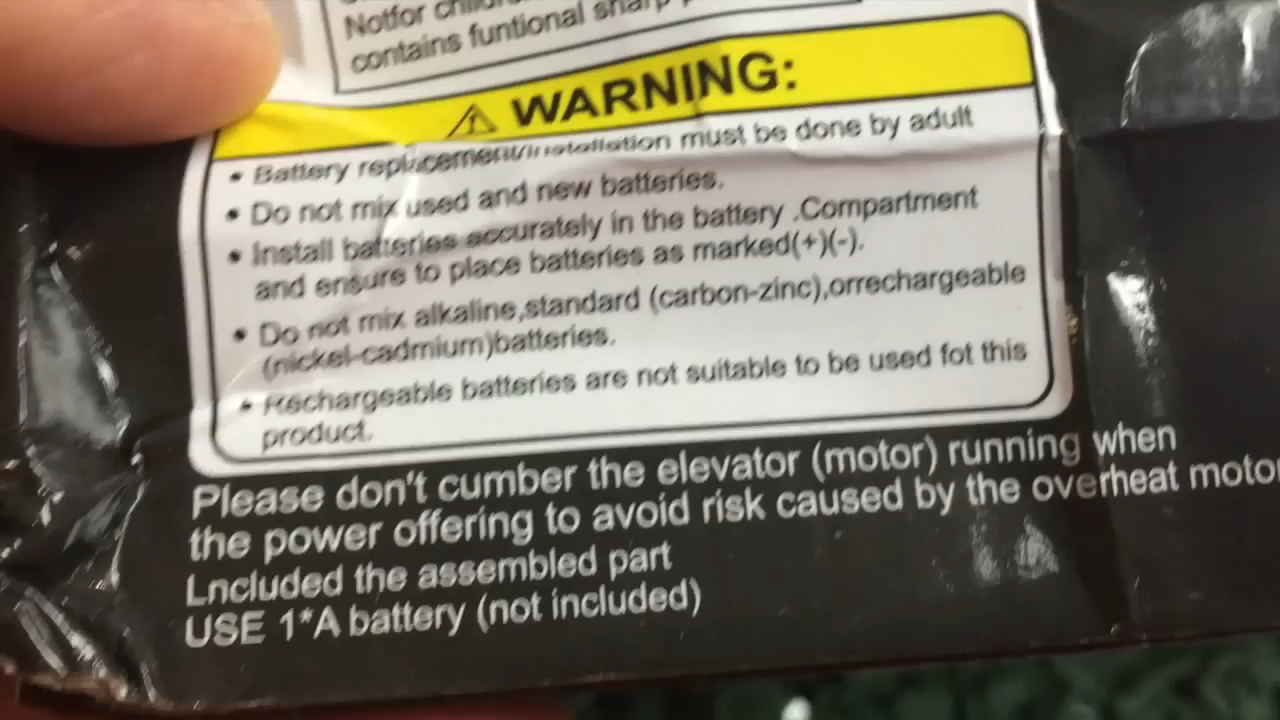 Notfor
contains funtional sharp
WARNING:
• Battery replacement/installation must be done by adult
• Do not mix used and new batteries.
• Install batteries accurately in the battery .Compartment
and ensure to place batteries as marked(+)(-).
• Do not mix alkaline,standard (carbon-zinc),orrechargeable
(nickel-cadmium)batteries.
• Rechargeable batteries are not suitable to be used fot this
product.
Please don't cumber the elevator (motor) running when
the power offering to avoid risk caused by the overheat motor
Lncluded the assembled part
USE 1*A battery (not included)